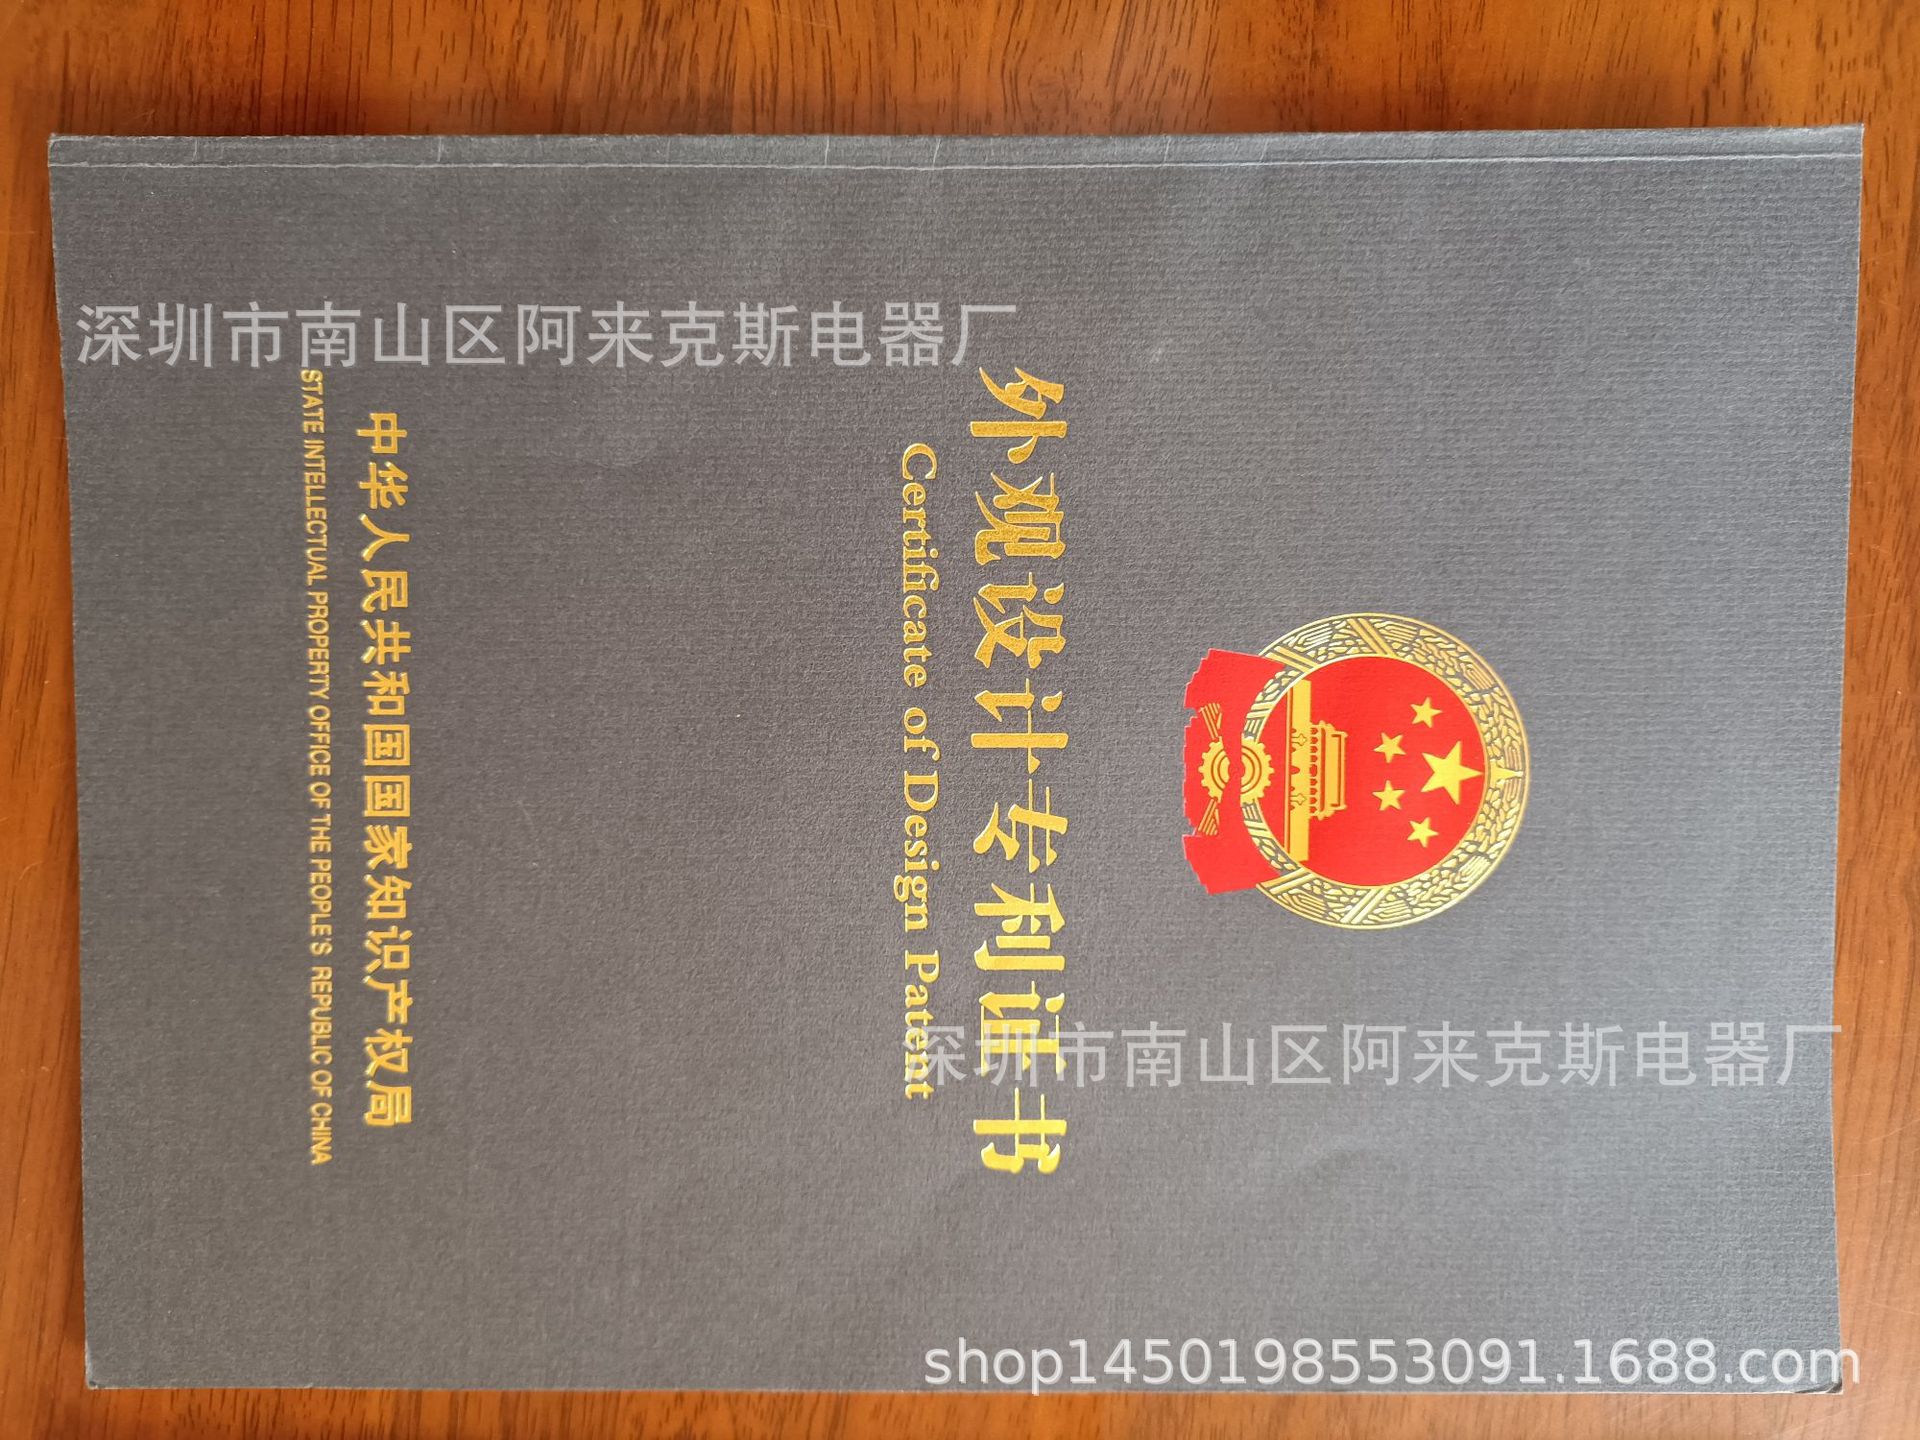 外观设计专利证书
Certificate of Design Patent
中华人民共和国国家知识产权局
STATE INTELLECTUAL PROPERTY OFFICE OF THE PEOPLE'S REPUBLIC OF CHINA
深圳市南山区阿来克斯电器厂
深圳市南山区阿来克斯电器厂
shop1450198553091.1688.com